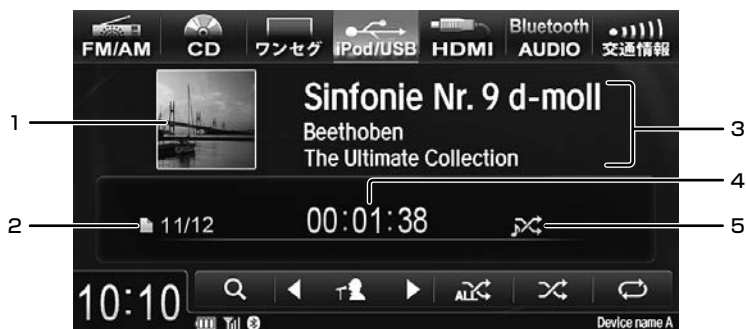 FM/AM CD ワンセグ iPod/USB HDMI Bluetooth AUDIO 交通情報
1
Sinfonie Nr. 9 d-moll
Beethoben
The Ultimate Collection
3
4
2
11/12
00:01:38
5
10:10
ALL
Device name A